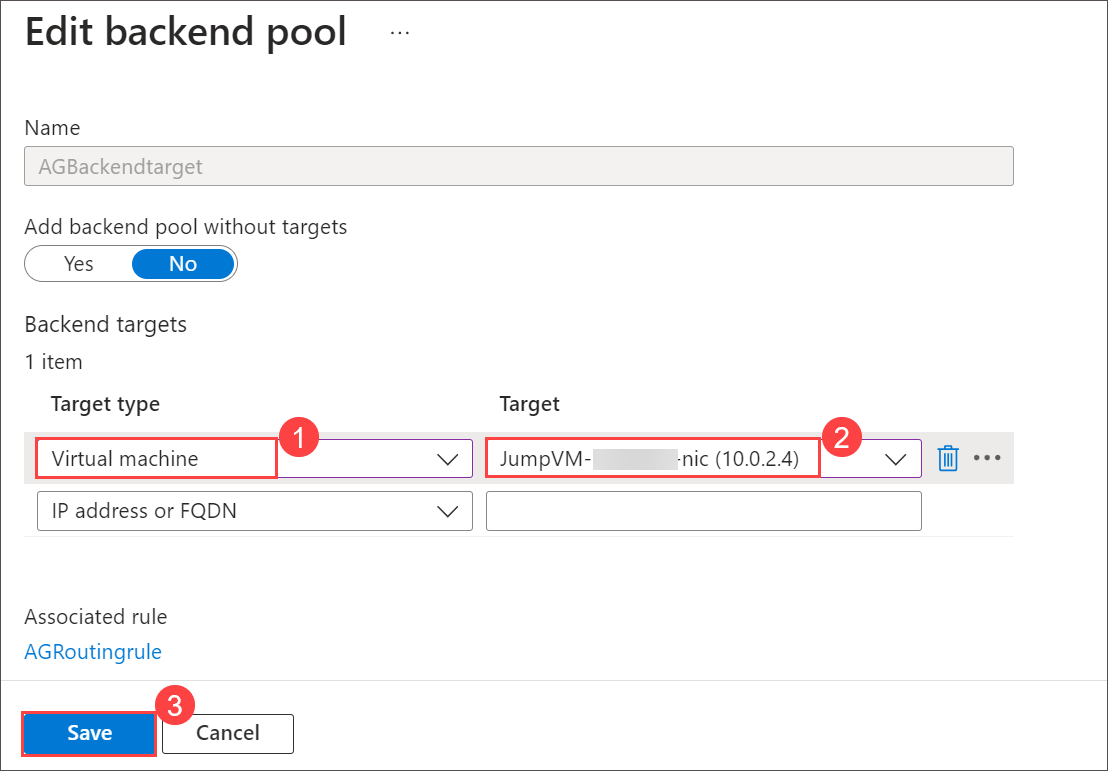 Edit backend pool ...
Name
AGBackendtarget
Add backend pool without targets
Yes No
Backend targets
1 item
Target type Target
1 2
Virtual machine JumpVM- -nic (10.0.2.4)
IP address or FQDN
Associated rule
AGRoutingrule
3
Save Cancel